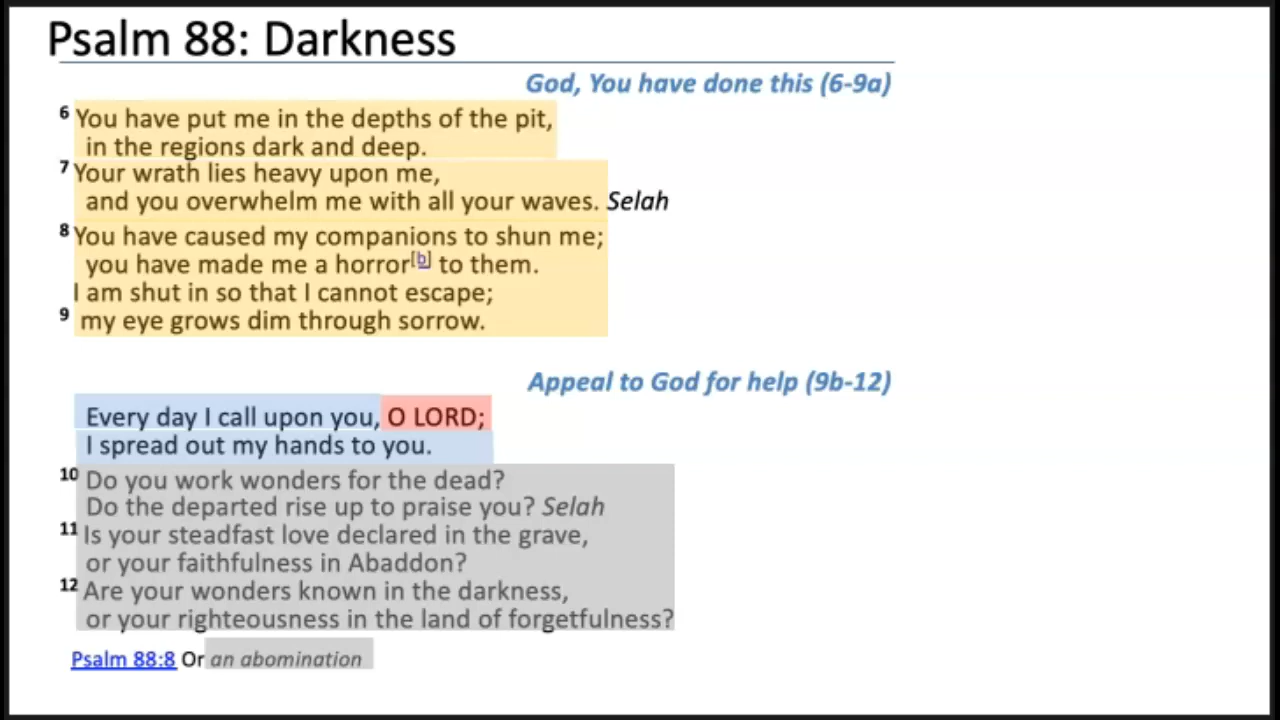 Psalm 88: Darkness
God, You have done this (6-9a)
6 You have put me in the depths of the pit,
in the regions dark and deep.
7 Your wrath lies heavy upon me,
and you overwhelm me with all your waves. Selah
8 You have caused my companions to shun me;
you have made me a horror[b] to them.
I am shut in so that I cannot escape;
9 my eye grows dim through sorrow.
Appeal to God for help (9b-12)
Every day I call upon you, O LORD;
I spread out my hands to you.
10 Do you work wonders for the dead?
Do the departed rise up to praise you? Selah
11 Is your steadfast love declared in the grave,
or your faithfulness in Abaddon?
12 Are your wonders known in the darkness,
or your righteousness in the land of forgetfulness?
Psalm 88:8 Or an abomination